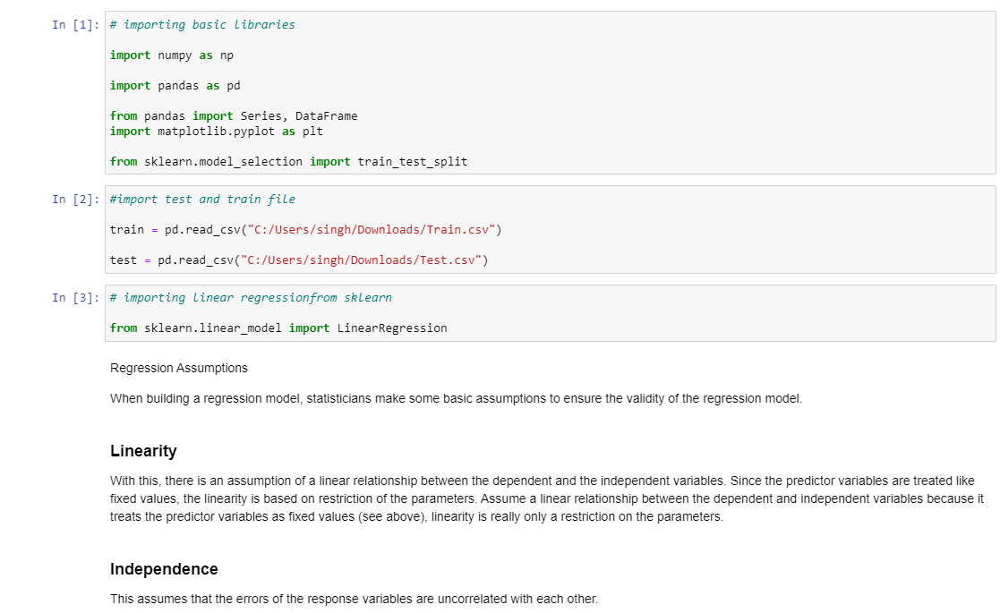 In [1]: # importing basic libraries
import numpy as np
import pandas as pd
from pandas import Series, DataFrame
import matplotlib.pyplot as plt
from sklearn.model_selection import train_test_split
In [2]: #import test and train file
train = pd.read_csv("C:/Users/singh/Downloads/Train.csv")
test = pd.read_csv("C:/Users/singh/Downloads/Test.csv")
In [3]: # importing linear regressionfrom sklearn
from sklearn.linear_model import LinearRegression
Regression Assumptions
When building a regression model, statisticians make some basic assumptions to ensure the validity of the regression model.
Linearity
With this, there is an assumption of a linear relationship between the dependent and the independent variables. Since the predictor variables are treated like
fixed values, the linearity is based on restriction of the parameters. Assume a linear relationship between the dependent and independent variables because it
treats the predictor variables as fixed values (see above), linearity is really only a restriction on the parameters.
Independence
This assumes that the errors of the response variables are uncorrelated with each other.